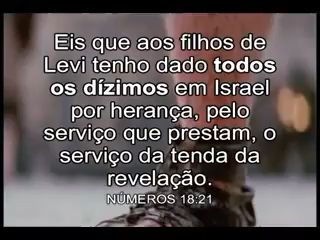 Eis que aos filhos de
Levi tenho dado todos
os dízimos em Israel
por herança, pelo
serviço que prestam, o
serviço da tenda da
revelação.
NÚMEROS 18:21